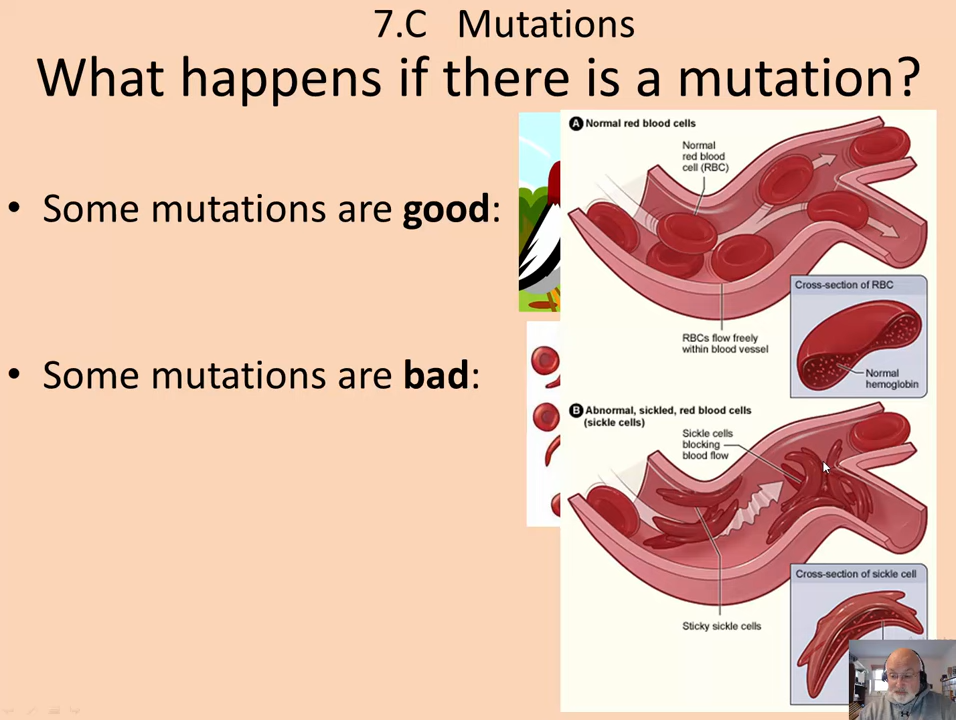 7.C Mutations
What happens if there is a mutation?
• Some mutations are good:
• Some mutations are bad:
A Normal red blood cells
Normal
red blood
cell (RBC)
Cross-section of RBC
RBCs flow freely
within blood vessel
Normal
hemoglobin
B Abnormal, sickled, red blood cells
(sickle cells)
Sickle cells
blocking
blood flow
Cross-section of sickle cell
Sticky sickle cells